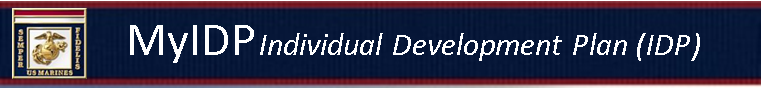 SEMPER
FIDELIS
US MARINES
MyIDP Individual Development Plan (IDP)